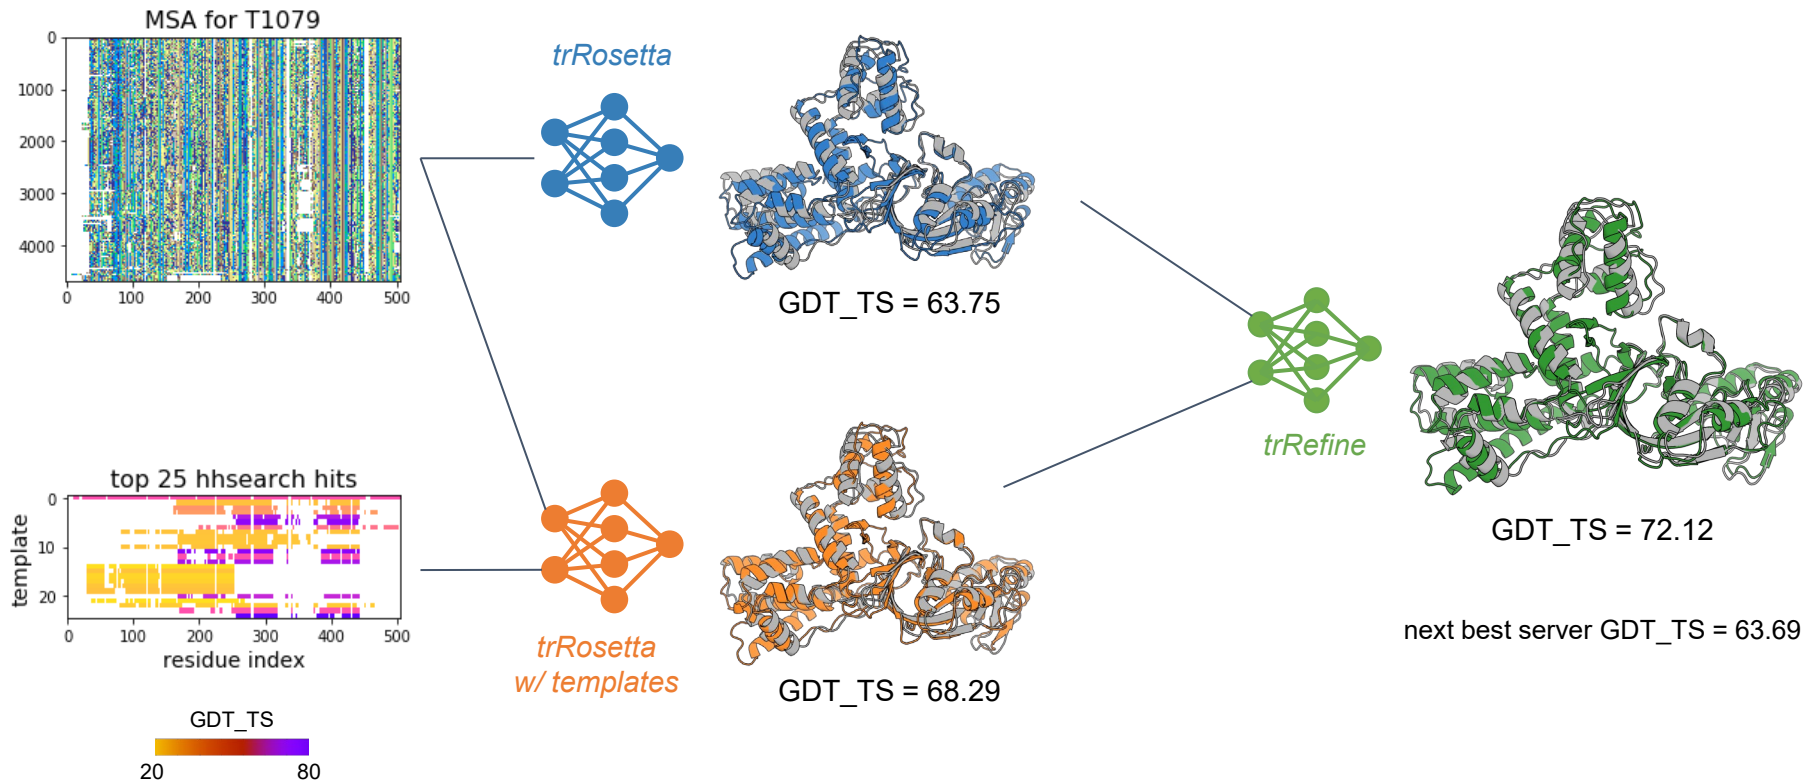 MSA for T1079
0
1000
2000
3000
4000
0
100
200
300
400
500
trRosetta
GDT_TS = 63.75
top 25 hhsearch hits
template
0
10
20
0
100
200
300
400
500
residue index
GDT_TS
20
80
trRosetta
w/ templates
GDT_TS = 68.29
trRefine
GDT_TS = 72.12
next best server GDT_TS = 63.69